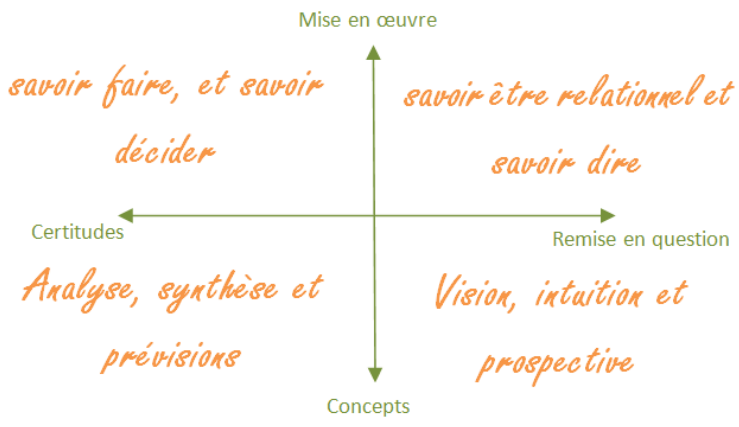 Mise en œuvre
savoir faire, et savoir
décider
savoir être relationnel et
savoir dire
Certitudes
Remise en question
Analyse, synthèse et
prévisions
Vision, intuition et
prospective
Concepts